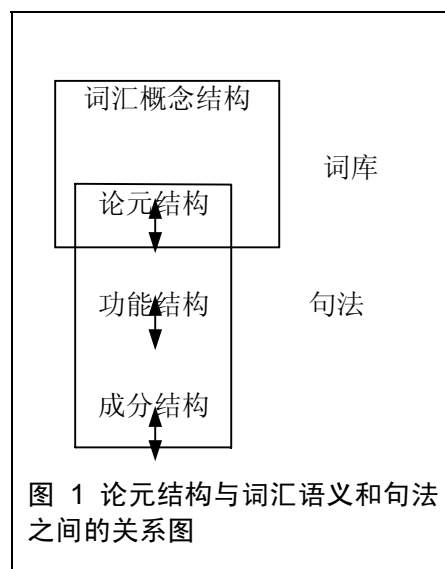 词汇概念结构
词库
论元结构
功能结构
句法
成分结构
图 1 论元结构与词汇语义和句法
之间的关系图